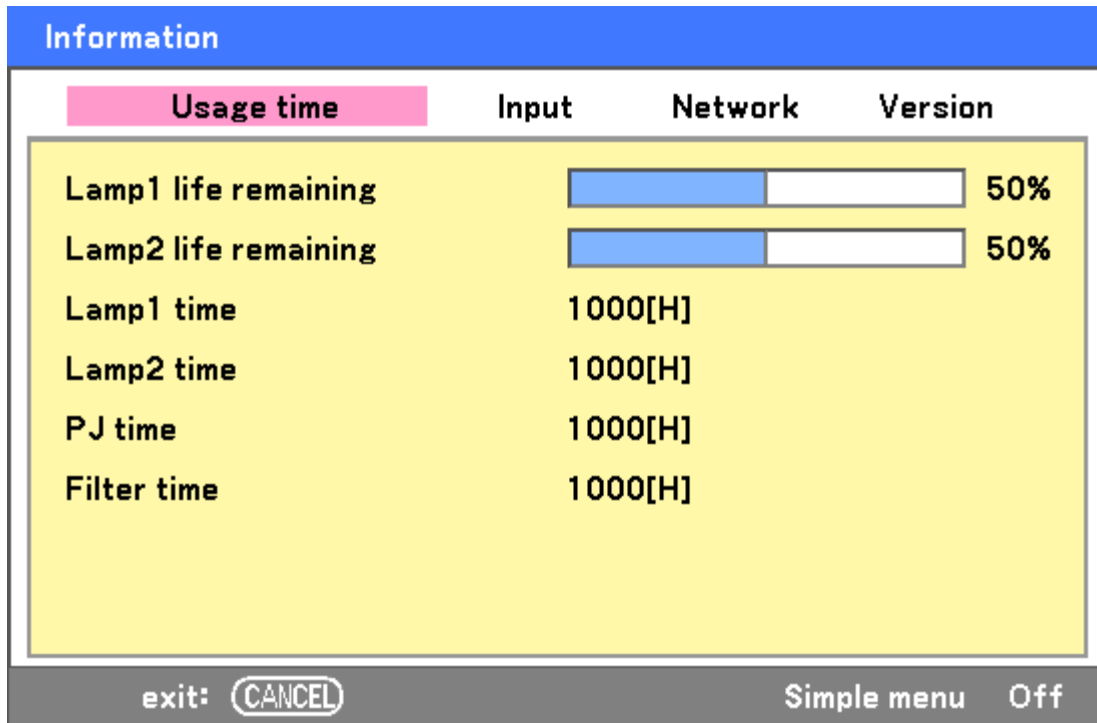 Information
Usage time Input Network Version
Lamp1 life remaining 50%
Lamp2 life remaining 50%
Lamp1 time 1000[H]
Lamp2 time 1000[H]
PJ time 1000[H]
Filter time 1000[H]
exit: CANCEL Simple menu Off